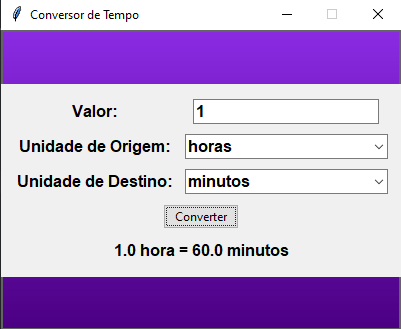 Conversor de Tempo
Valor: 1
Unidade de Origem: horas
Unidade de Destino: minutos
Converter
1.0 hora = 60.0 minutos